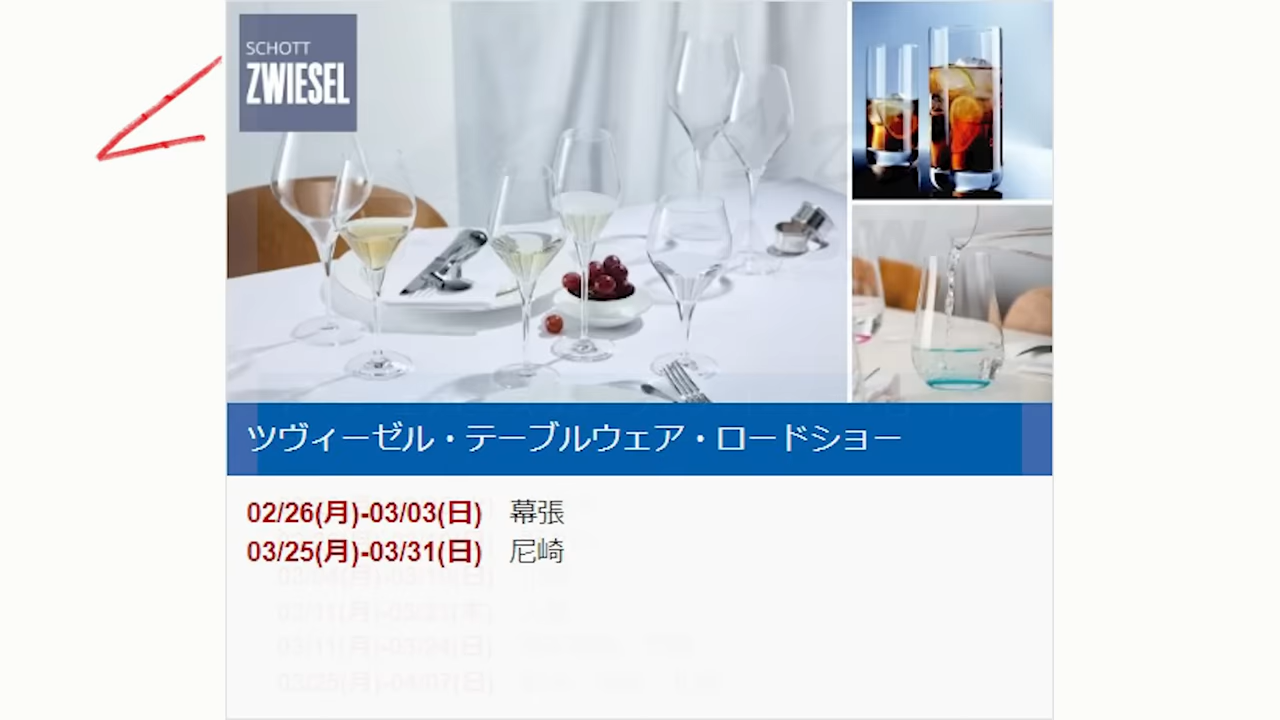 SCHOTT
ZWIESEL
ツヴィーゼル・テーブルウェア・ロードショー
02/26(月)-03/03(日) 幕張
03/25(月)-03/31(日) 尼崎